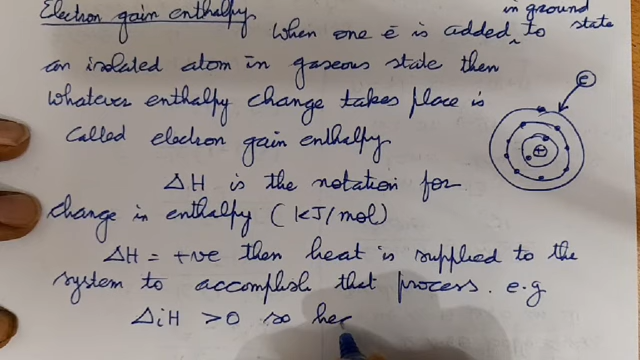 Electron gain enthalpy
in ground
state
When one ē is added ^ to
an isolated atom in gaseous state then
whatever enthalpy change takes place is
called electron gain enthalpy
e
+
ΔH is the notation for
change in enthalpy (kJ/mol)
ΔH = +ve then heat is supplied to the
system to accomplish that process. e.g
ΔiH > 0 so hea